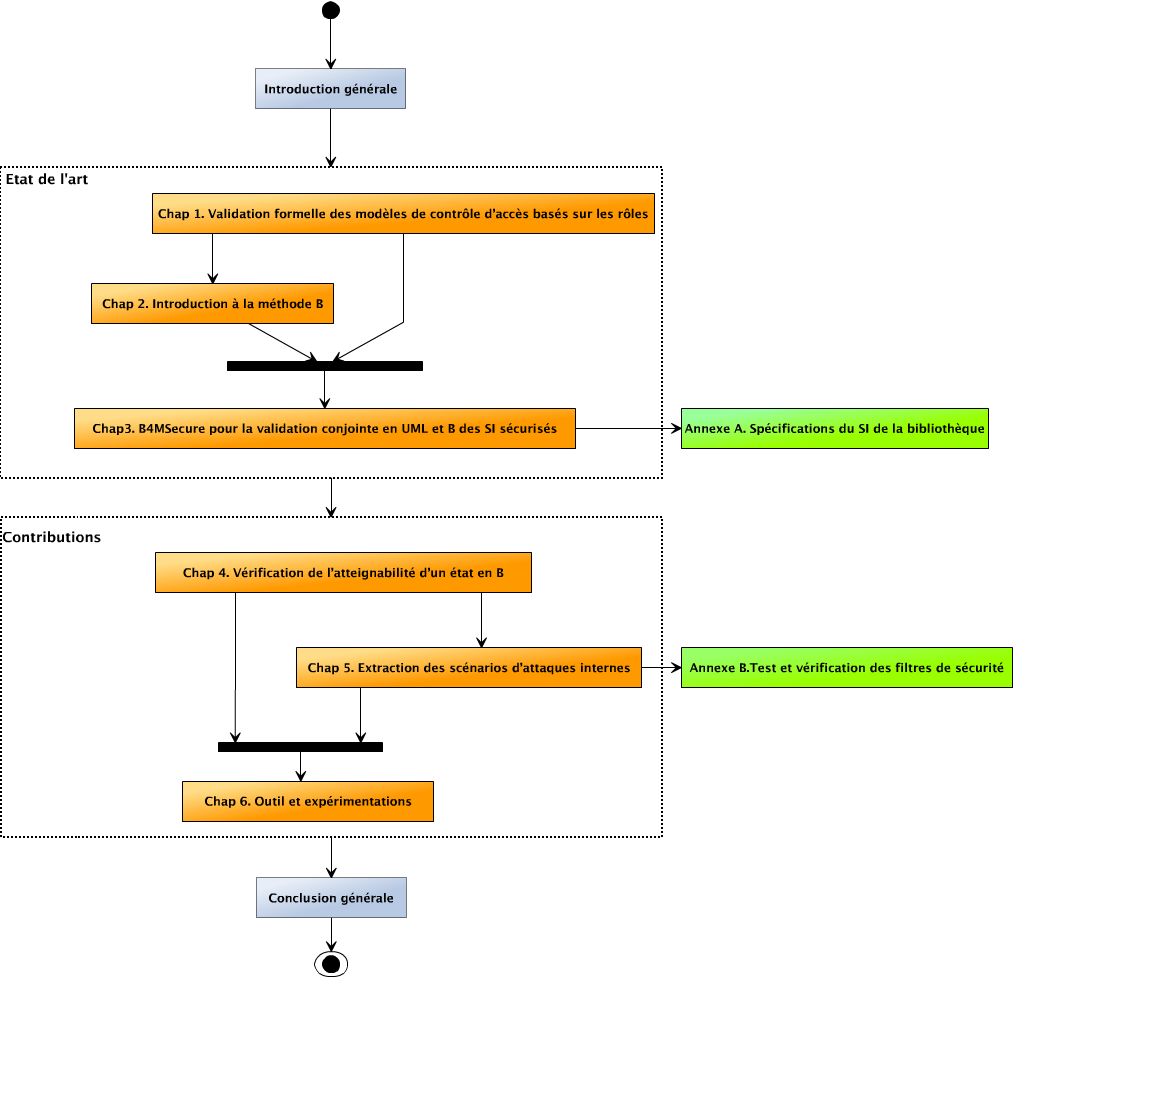 Introduction générale
Etat de l'art
Chap 1. Validation formelle des modèles de contrôle d'accès basés sur les rôles
Chap 2. Introduction à la méthode B
Chap3. B4MSecure pour la validation conjointe en UML et B des SI sécurisés
Annexe A. Spécifications du SI de la bibliothèque
Contributions
Chap 4. Vérification de l'atteignabilité d'un état en B
Chap 5. Extraction des scénarios d'attaques internes
Annexe B.Test et vérification des filtres de sécurité
Chap 6. Outil et expérimentations
Conclusion générale